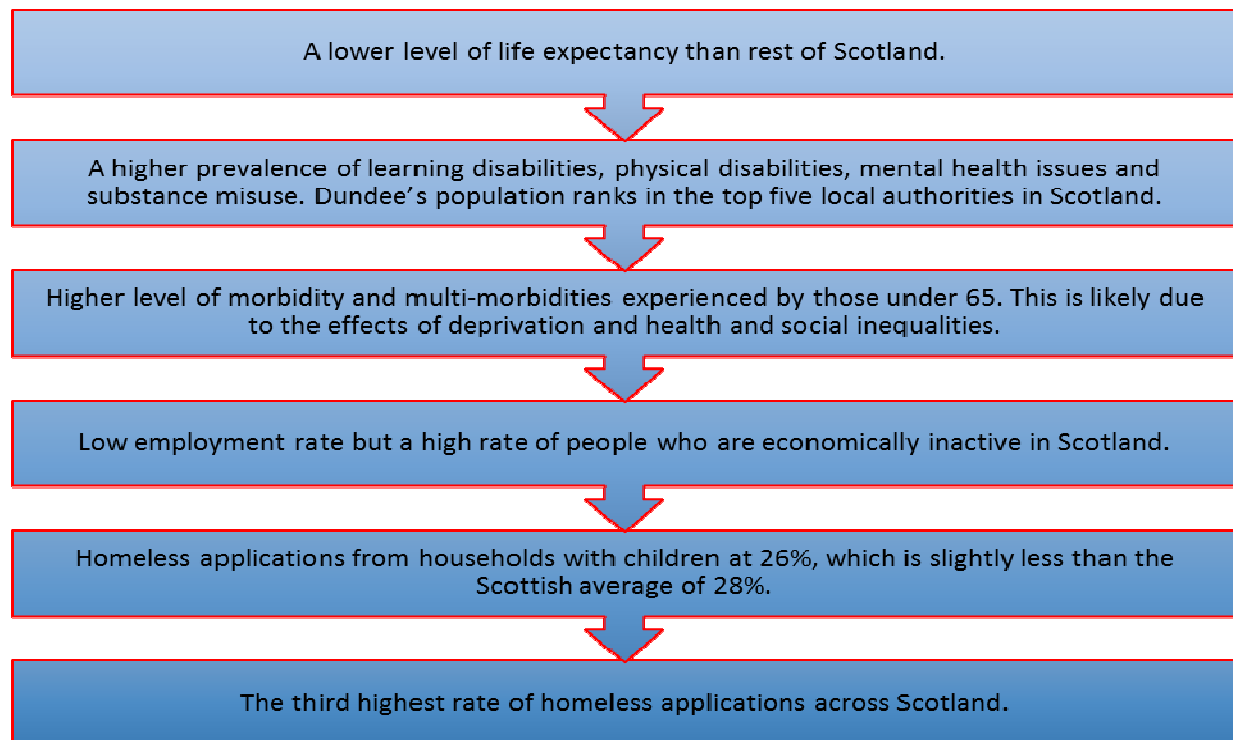 A lower level of life expectancy than rest of Scotland.
A higher prevalence of learning disabilities, physical disabilities, mental health issues and
substance misuse. Dundee’s population ranks in the top five local authorities in Scotland.
Higher level of morbidity and multi-morbidities experienced by those under 65. This is likely due
to the effects of deprivation and health and social inequalities.
Low employment rate but a high rate of people who are economically inactive in Scotland.
Homeless applications from households with children at 26%, which is slightly less than the
Scottish average of 28%.
The third highest rate of homeless applications across Scotland.